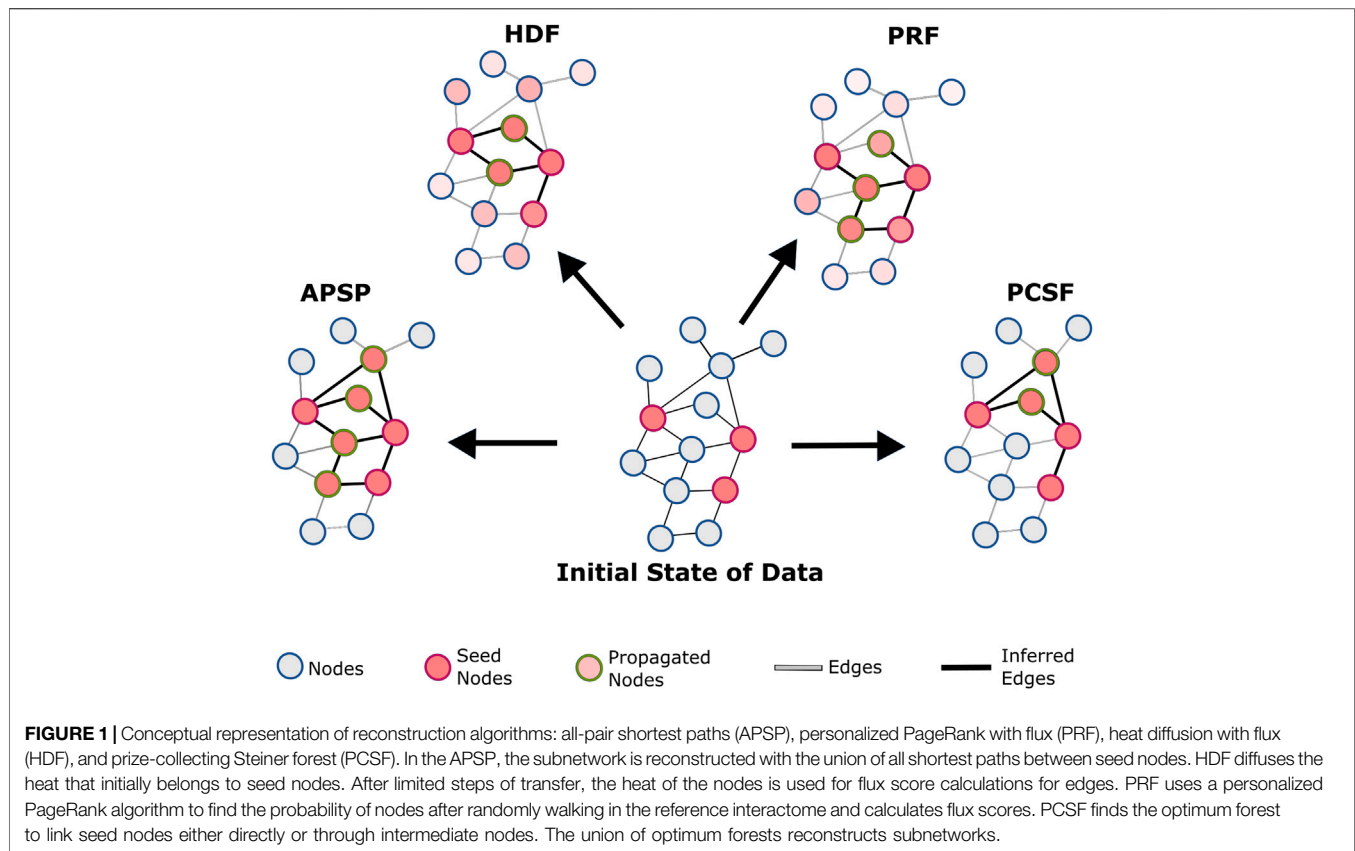 HDF
PRF
APSP
PCSF
Initial State of Data
Nodes
Seed
Nodes
Propagated
Nodes
Edges
Inferred
Edges
FIGURE 1 | Conceptual representation of reconstruction algorithms: all-pair shortest paths (APSP), personalized PageRank with flux (PRF), heat diffusion with flux
(HDF), and prize-collecting Steiner forest (PCSF). In the APSP, the subnetwork is reconstructed with the union of all shortest paths between seed nodes. HDF diffuses the
heat that initially belongs to seed nodes. After limited steps of transfer, the heat of the nodes is used for flux score calculations for edges. PRF uses a personalized
PageRank algorithm to find the probability of nodes after randomly walking in the reference interactome and calculates flux scores. PCSF finds the optimum forest
to link seed nodes either directly or through intermediate nodes. The union of optimum forests reconstructs subnetworks.